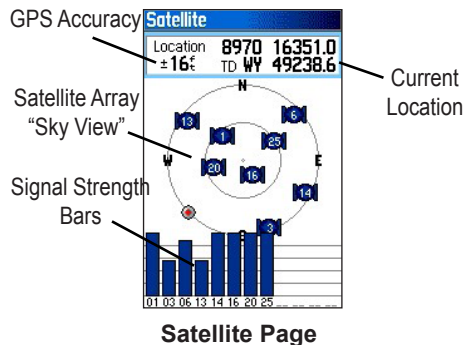 GPS Accuracy
Satellite
Location 8970 16351.0
±16ft TD WY 49238.6
Current
Location
Satellite Array
“Sky View”
Signal Strength
Bars
N
W
E
13
6
1
25
20
16
14
3
01 03 06 13 14 16 20 25
Satellite Page